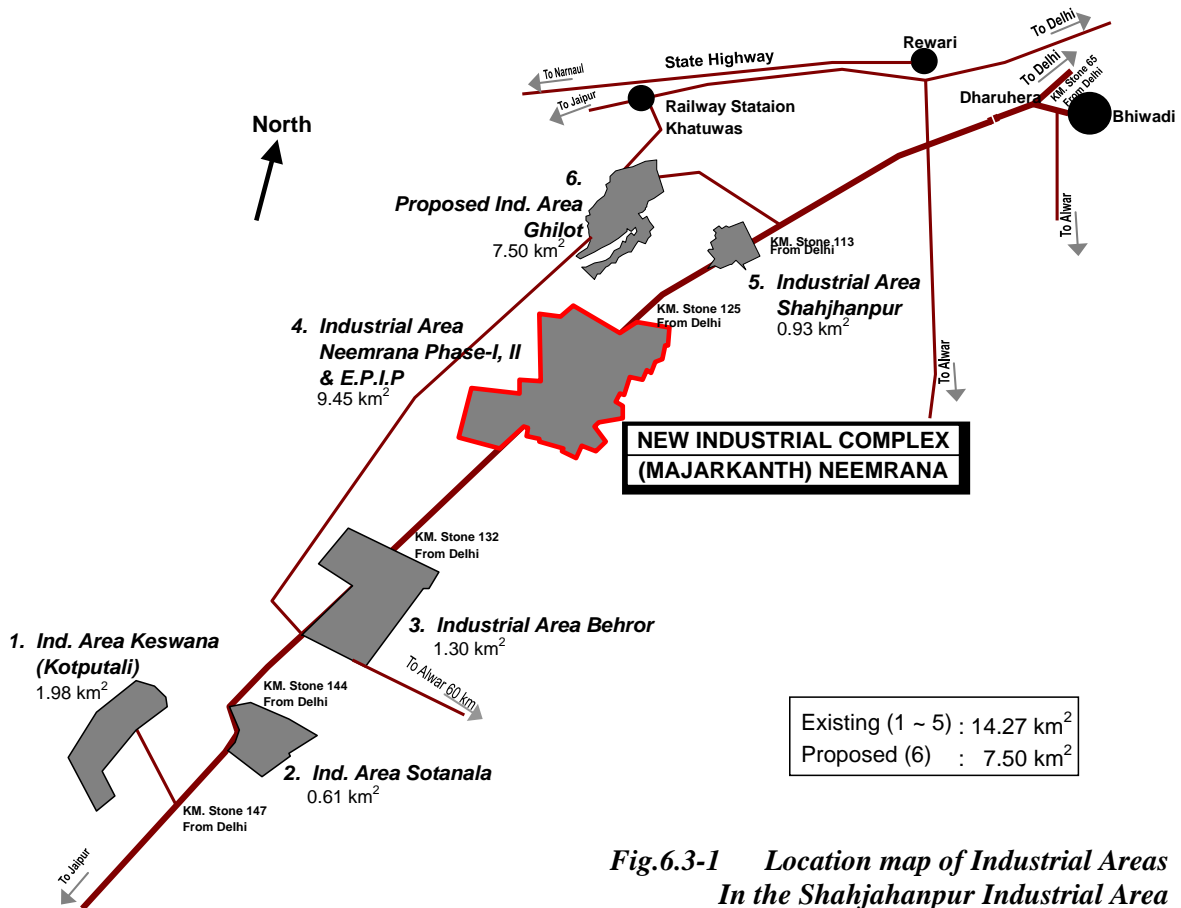 To Delhi
Rewari
State Highway
To Narnaul
To Delhi
KM. Stone 65
From Delhi
To Jaipur
Railway Stataion
Khatuwas
Dharuhera
Bhiwadi
North
6.
Proposed Ind. Area
Ghilot
7.50 km²
To Alwar
KM. Stone 113
From Delhi
5. Industrial Area
Shahjhanpur
0.93 km²
KM. Stone 125
From Delhi
4. Industrial Area
Neemrana Phase-I, II
& E.P.I.P
9.45 km²
To Alwar
NEW INDUSTRIAL COMPLEX
(MAJARKANTH) NEEMRANA
KM. Stone 132
From Delhi
3. Industrial Area Behror
1.30 km²
To Alwar 60 km
1. Ind. Area Keswana
(Kotputali)
1.98 km²
KM. Stone 144
From Delhi
2. Ind. Area Sotanala
0.61 km²
KM. Stone 147
From Delhi
To Jaipur
Existing (1 ~ 5) : 14.27 km²
Proposed (6) : 7.50 km²
Fig.6.3-1 Location map of Industrial Areas
In the Shahjahanpur Industrial Area